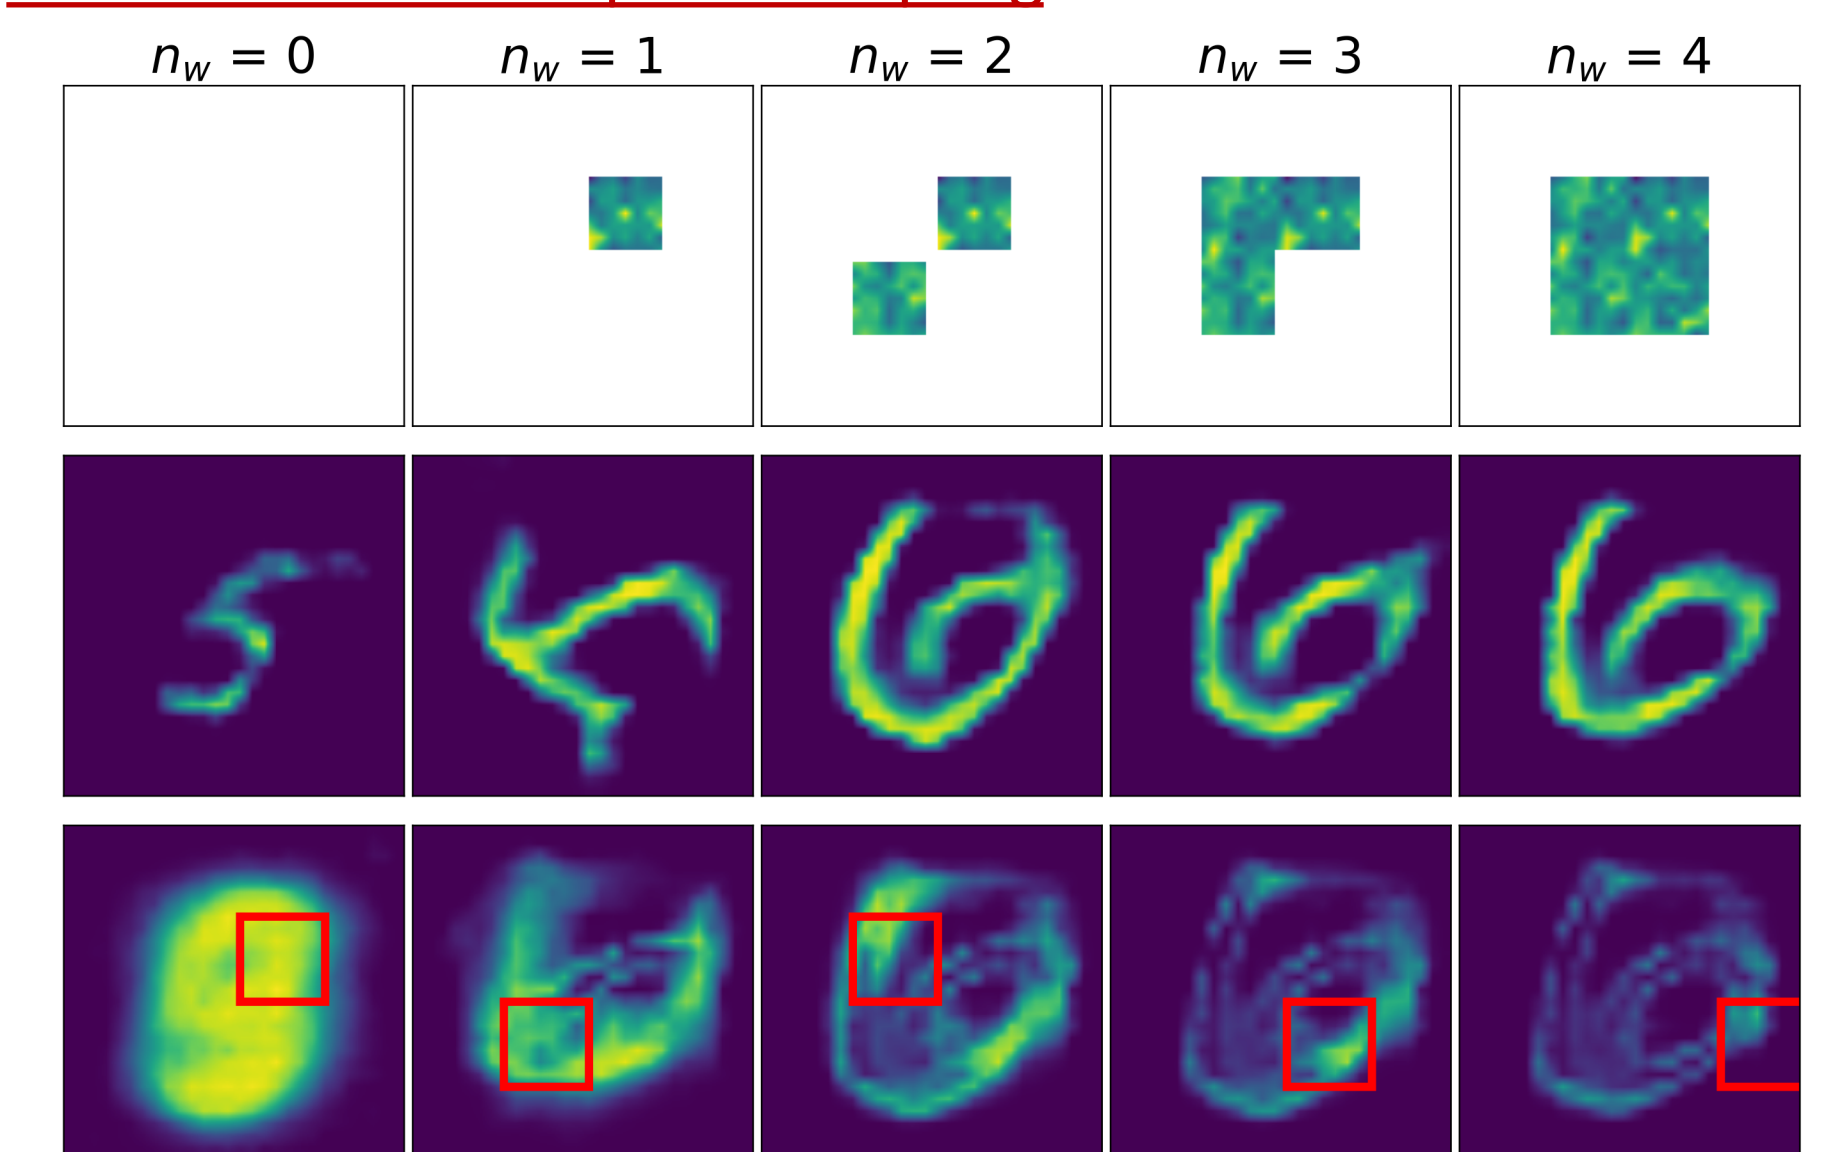 n_w = 0
n_w = 1
n_w = 2
n_w = 3
n_w = 4